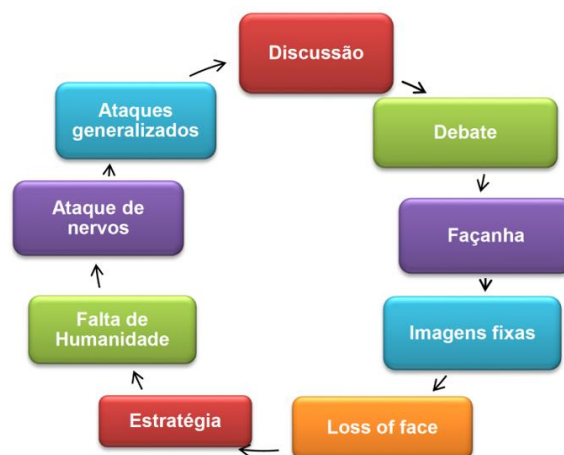 Discussão
Debate
Façanha
Imagens fixas
Loss of face
Estratégia
Falta de
Humanidade
Ataque de
nervos
Ataques
generalizados